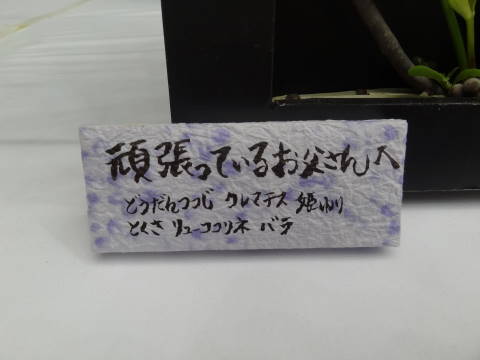 頑張っているお父さんへ
どうだんつつじ クレマチス 姫ゆり
とくさ リューココリネ バラ